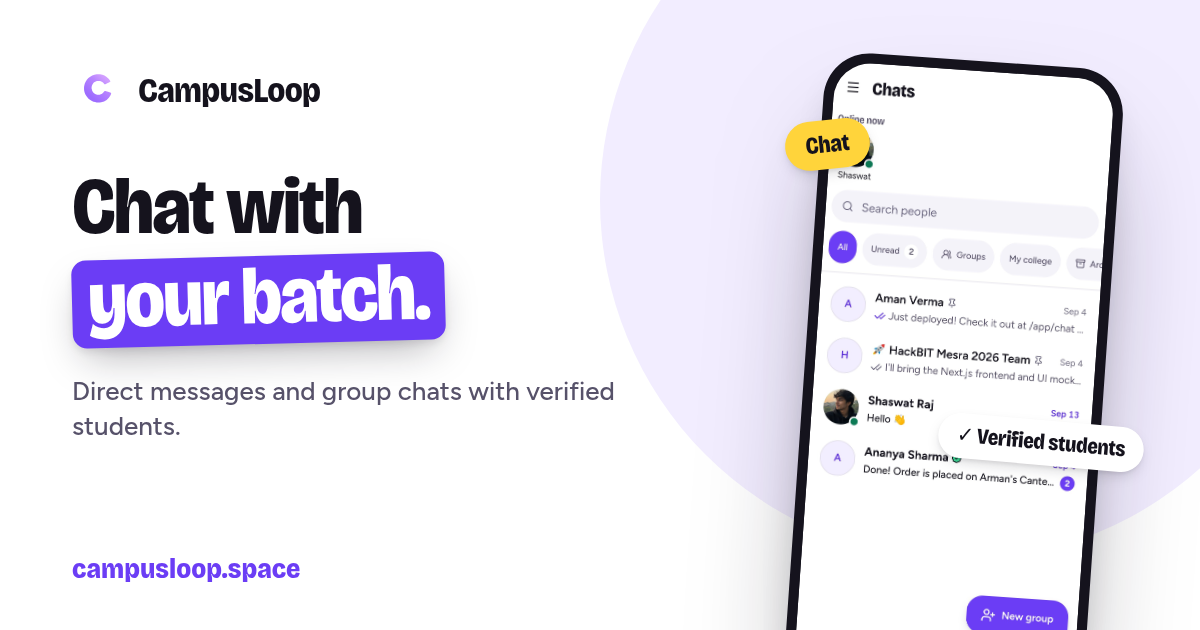 CampusLoop
Chat with
your batch.
Direct messages and group chats with verified
students.
campusloop.space
Chats
now
Chat
Shaswat
Search people
All
Unread 2
Groups
My college
Aman Verma
Sep 4
Just deployed! Check it out at /app/chat ...
🚀 HackBIT Mesra 2026 Team
Sep 4
I'll bring the Next.js frontend and UI mock...
Shaswat Raj
Sep 13
Hello 👋
✓ Verified students
Ananya Sharma
Done! Order is placed on Arman's Cante...
2
A
H
A
New group